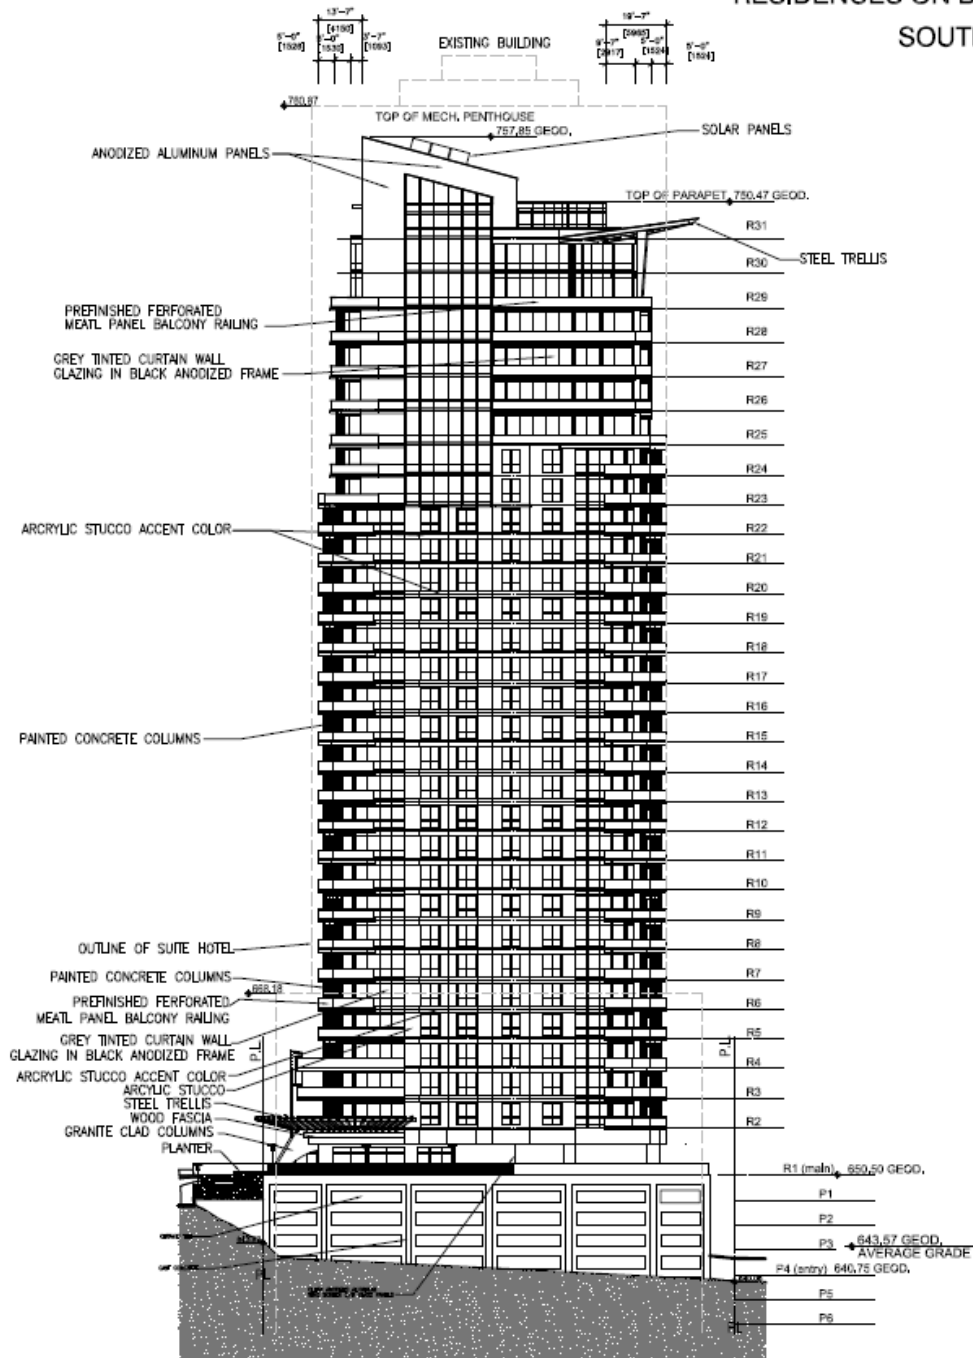 RESIDENCES ON
SOUT
13'-7"
[4150]
19'-7"
[5965]
5'-0"
[1528]
5'-0"
[1530]
3'-7"
[1093]
EXISTING BUILDING
9'-7"
[2917]
5'-0"
[1524]
5'-0"
[1524]
760.87
TOP OF MECH. PENTHOUSE
757.85 GEOD.
SOLAR PANELS
ANODIZED ALUMINUM PANELS
TOP OF PARAPET 750.47 GEOD.
R31
STEEL TRELLIS
R30
R29
PREFINISHED FERFORATED
MEATL PANEL BALCONY RAILING
R28
GREY TINTED CURTAIN WALL
GLAZING IN BLACK ANODIZED FRAME
R27
R26
R25
R24
R23
ARCRYLIC STUCCO ACCENT COLOR
R22
R21
R20
R19
R18
R17
R16
PAINTED CONCRETE COLUMNS
R15
R14
R13
R12
R11
R10
R9
OUTLINE OF SUITE HOTEL
R8
PAINTED CONCRETE COLUMNS
R7
668.18
PREFINISHED FERFORATED
MEATL PANEL BALCONY RAILING
R6
GREY TINTED CURTAIN WALL
GLAZING IN BLACK ANODIZED FRAME
R5
P.L.
P.L.
R4
ARCRYLIC STUCCO ACCENT COLOR
ARCYLIC STUCCO
R3
STEEL TRELLIS
WOOD FASCIA
GRANITE CLAD COLUMNS
R2
PLANTER
R1 (main) 650.50 GEOD.
P1
P2
P3
643.57 GEOD.
AVERAGE GRADE
P4 (entry) 640.75 GEOD.
P5
P6